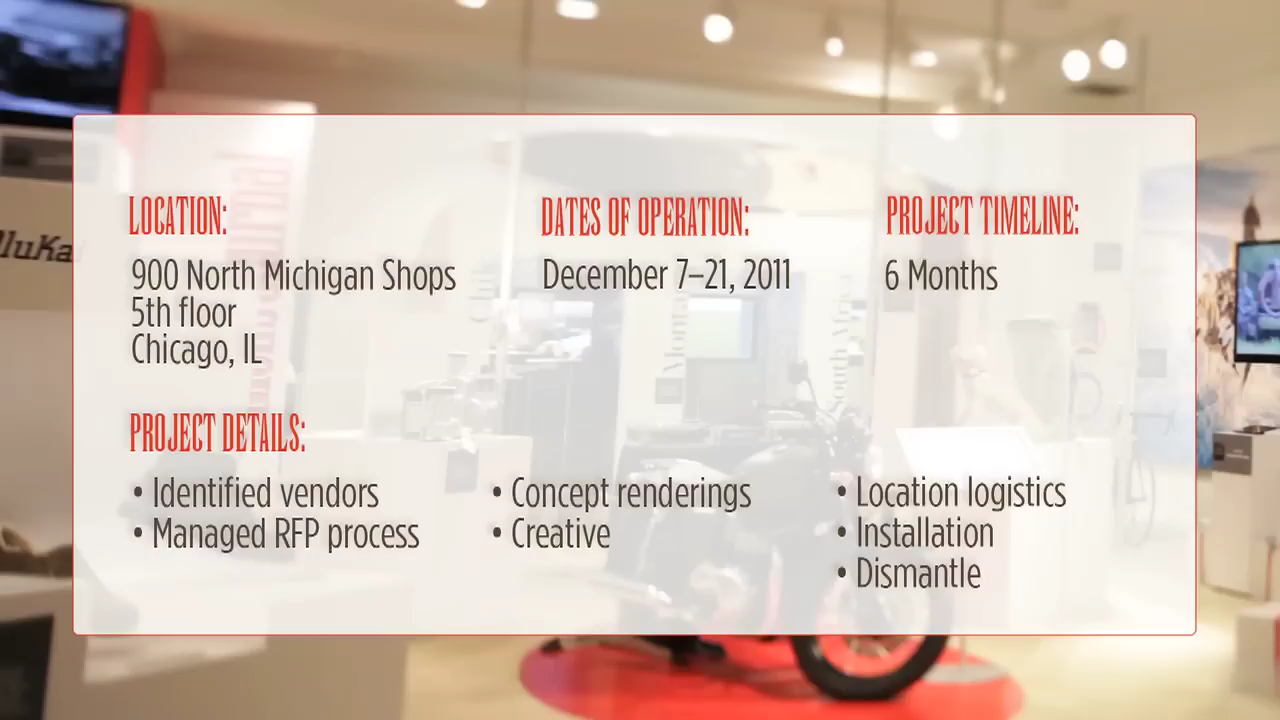 LOCATION:
900 North Michigan Shops
5th floor
Chicago, IL
DATES OF OPERATION:
December 7–21, 2011
PROJECT TIMELINE:
6 Months
PROJECT DETAILS:
• Identified vendors
• Managed RFP process
• Concept renderings
• Creative
• Location logistics
• Installation
• Dismantle